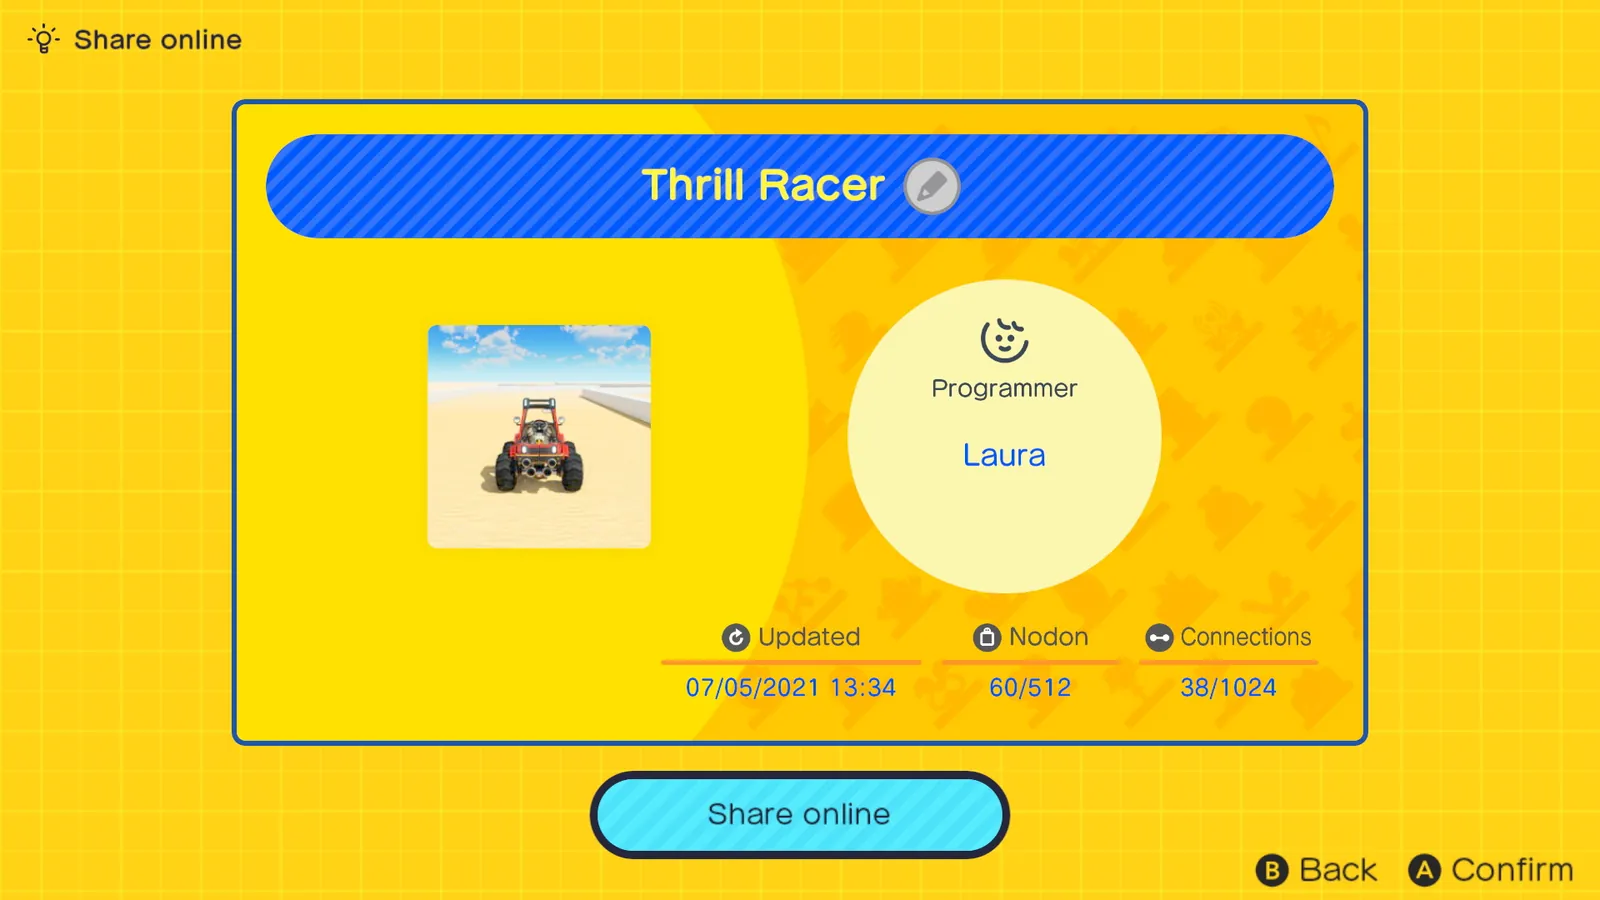 Share online
Thrill Racer
Programmer
Laura
Updated
Nodon
Connections
07/05/2021 13:34
60/512
38/1024
Share online
B Back
A Confirm